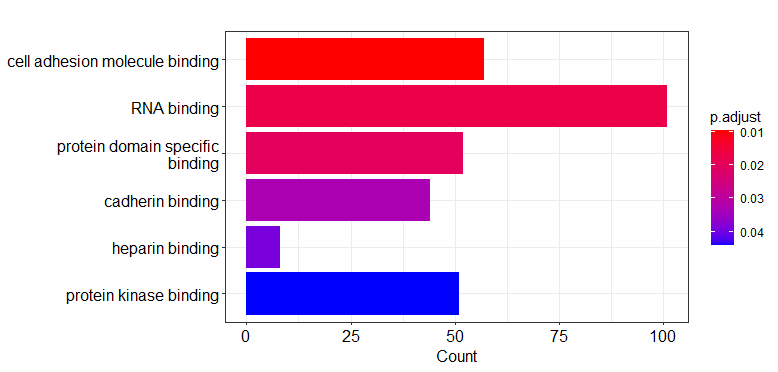 cell adhesion molecule binding
RNA binding
protein domain specific
binding
cadherin binding
heparin binding
protein kinase binding
0
25
50
75
100
Count
p.adjust
0.01
0.02
0.03
0.04